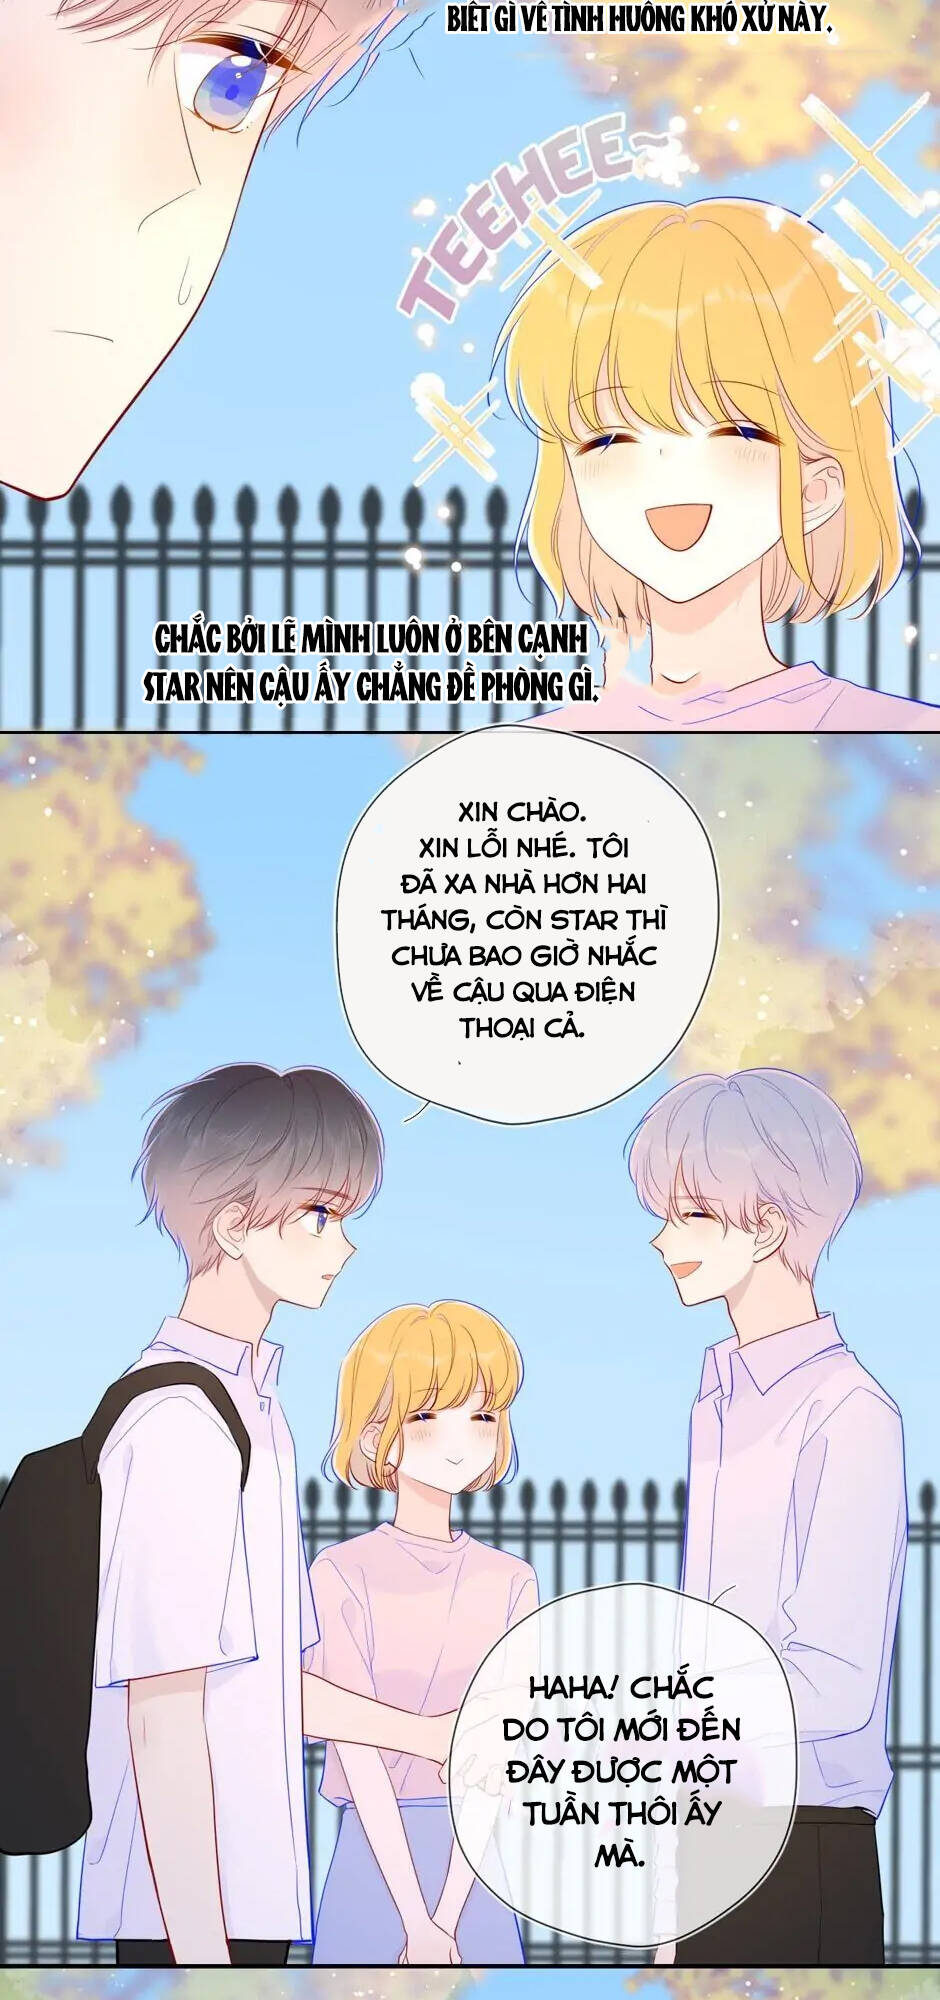 BIẾT GÌ VỀ TÌNH HUỐNG KHÓ XỬ NÀY.
TEEHEE~
CHẮC BỞI LẼ MÌNH LUÔN Ở BÊN CẠNH
STAR NÊN CẬU ẤY CHẲNG ĐỀ PHÒNG GÌ.
XIN CHÀO.
XIN LỖI NHÉ. TÔI
ĐÃ XA NHÀ HƠN HAI
THÁNG, CÒN STAR THÌ
CHƯA BAO GIỜ NHẮC
VỀ CẬU QUA ĐIỆN
THOẠI CẢ.
HAHA! CHẮC
DO TÔI MỚI ĐẾN
ĐÂY ĐƯỢC MỘT
TUẦN THÔI ẤY
MÀ.